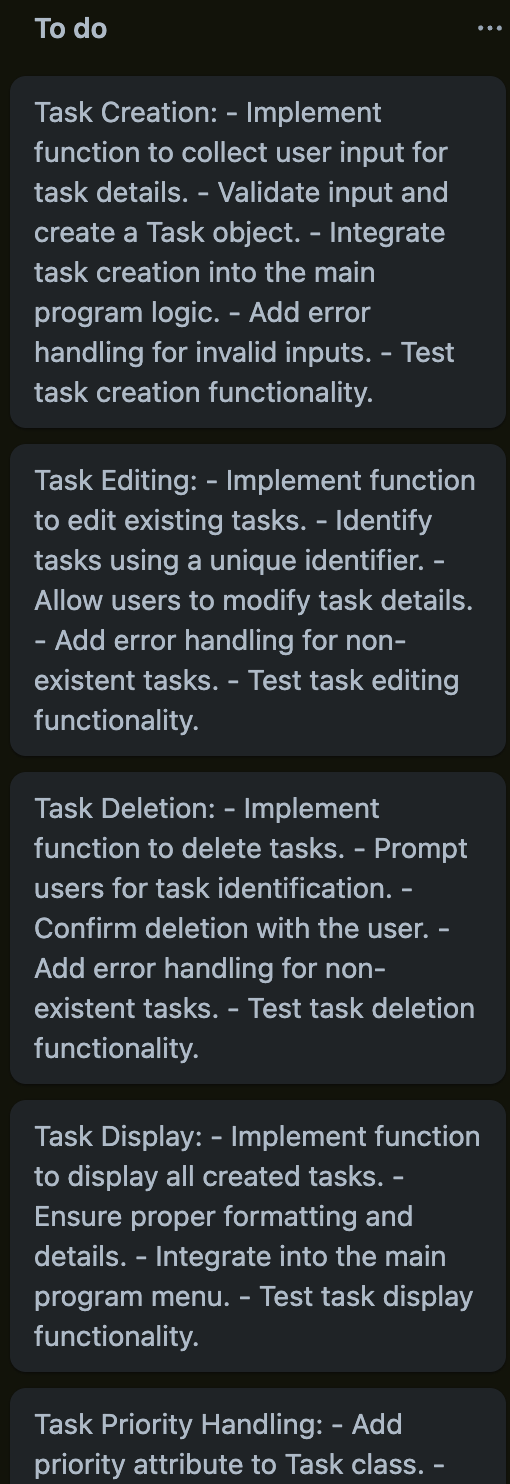 To do
Task Creation: - Implement
function to collect user input for
task details. - Validate input and
create a Task object. - Integrate
task creation into the main
program logic. - Add error
handling for invalid inputs. - Test
task creation functionality.
Task Editing: - Implement function
to edit existing tasks. - Identify
tasks using a unique identifier. -
Allow users to modify task details.
- Add error handling for non-
existent tasks. - Test task editing
functionality.
Task Deletion: - Implement
function to delete tasks. - Prompt
users for task identification. -
Confirm deletion with the user. -
Add error handling for non-
existent tasks. - Test task deletion
functionality.
Task Display: - Implement function
to display all created tasks. -
Ensure proper formatting and
details. - Integrate into the main
program menu. - Test task display
functionality.
Task Priority Handling: - Add
priority attribute to Task class. -